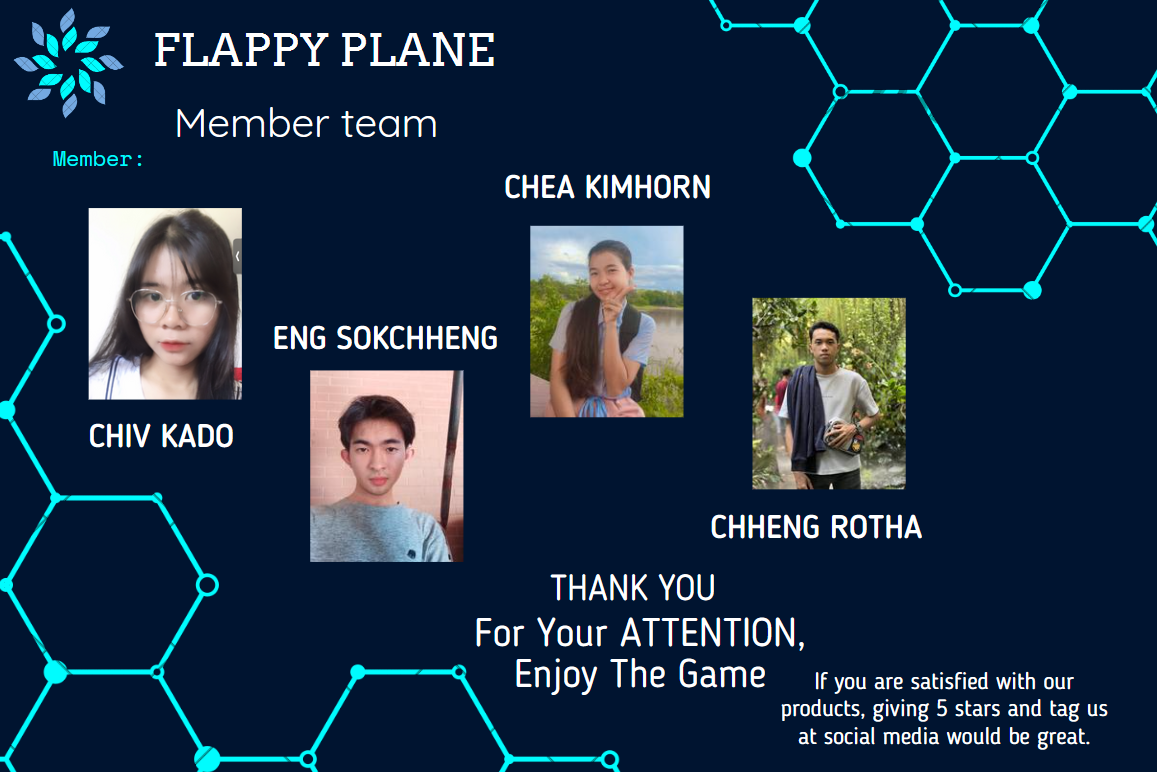 FLAPPY PLANE
Member team
Member:
CHEA KIMHORN
ENG SOKCHHENG
CHIV KADO
CHHENG ROTHA
THANK YOU
For Your ATTENTION,
Enjoy The Game
If you are satisfied with our
products, giving 5 stars and tag us
at social media would be great.